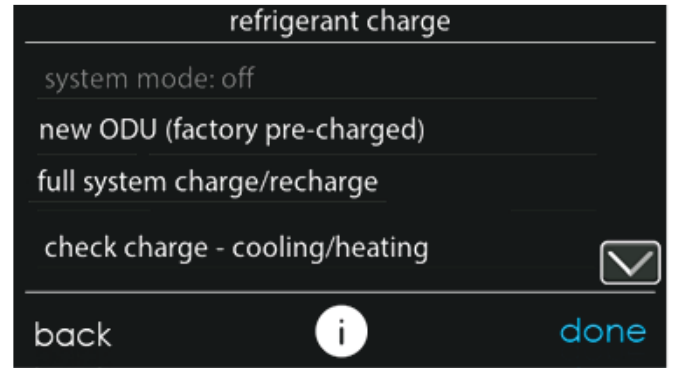 refrigerant charge
system mode: off
new ODU (factory pre-charged)
full system charge/recharge
check charge - cooling/heating
back
i
done